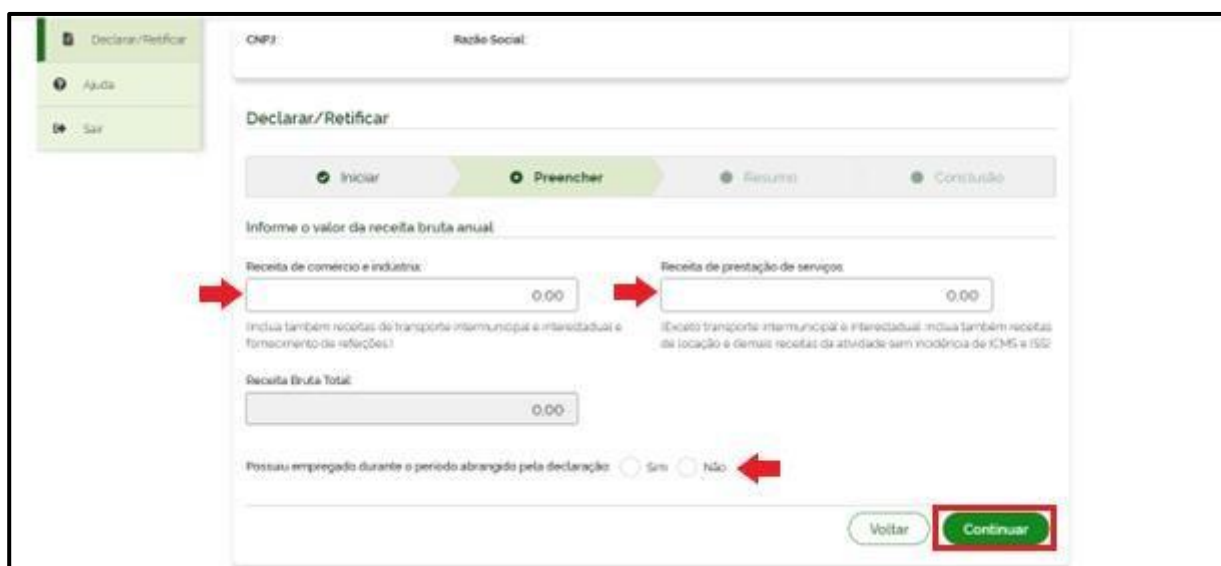 Declarar/Retificar
CNPJ:
Razão Social:
Ajuda
Sair
Declarar/Retificar
Iniciar
Preencher
Resumo
Conclusão
Informe o valor da receita bruta anual
Receita de comércio e indústria:
0,00
(Inclua também receitas de transporte intermunicipal e interestadual e
fornecimento de refeições.)
Receita de prestação de serviços:
0,00
(Exceto transporte intermunicipal e interestadual. Inclua também receitas
de locação e demais receitas da atividade sem incidência de ICMS e ISS)
Receita Bruta Total:
0,00
Possuiu empregado durante o período abrangido pela declaração: Sim Não
Voltar
Continuar